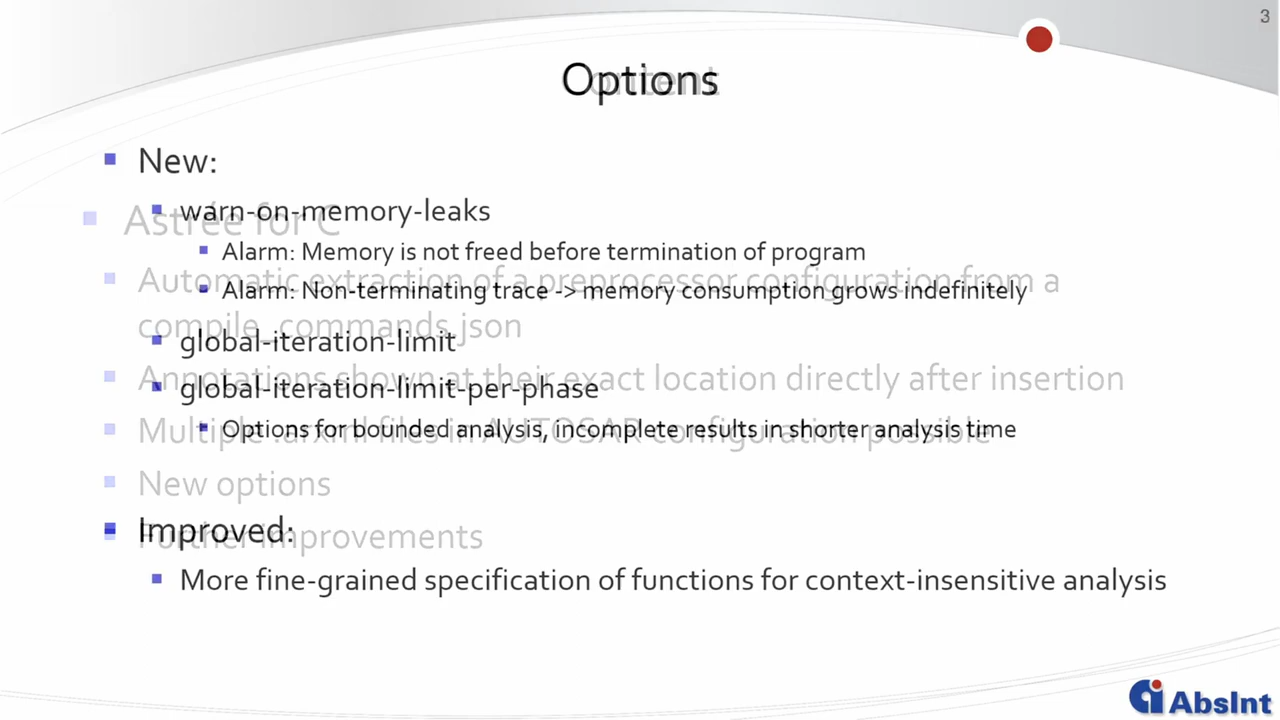 3
Options
ontent
New:
warn-on-memory-leaks
Astrée for C
Alarm: Memory is not freed before termination of program
Automatic extraction of a preprocessor configuration from a
Alarm: Non-terminating trace -> memory consumption grows indefinitely
compile_commands.json
global-iteration-limit
Annotations shown at their exact location directly after insertion
global-iteration-limit-per-phase
Multiple .arxml files in AUTOSAR configuration possible
Options for bounded analysis, incomplete results in shorter analysis time
New options
Improved:
Further improvements
More fine-grained specification of functions for context-insensitive analysis
AbsInt